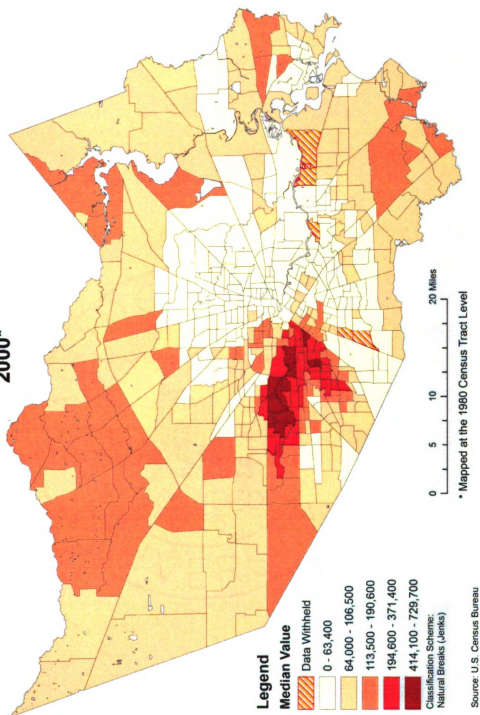 2000*
Legend
Median Value
Data Withheld
0 - 63,400
64,000 - 106,500
113,500 - 190,600
194,600 - 371,400
414,100 - 729,700
Classification Scheme:
Natural Breaks (Jenks)
0 5 10 20 Miles
* Mapped at the 1980 Census Tract Level
Source: U.S. Census Bureau